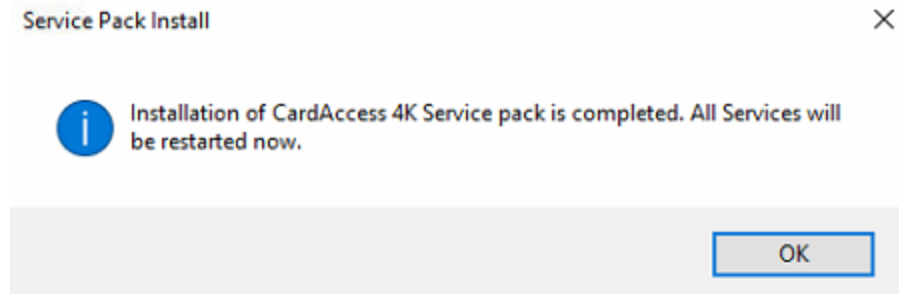 Service Pack Install
Installation of CardAccess 4K Service pack is completed. All Services will
be restarted now.
OK